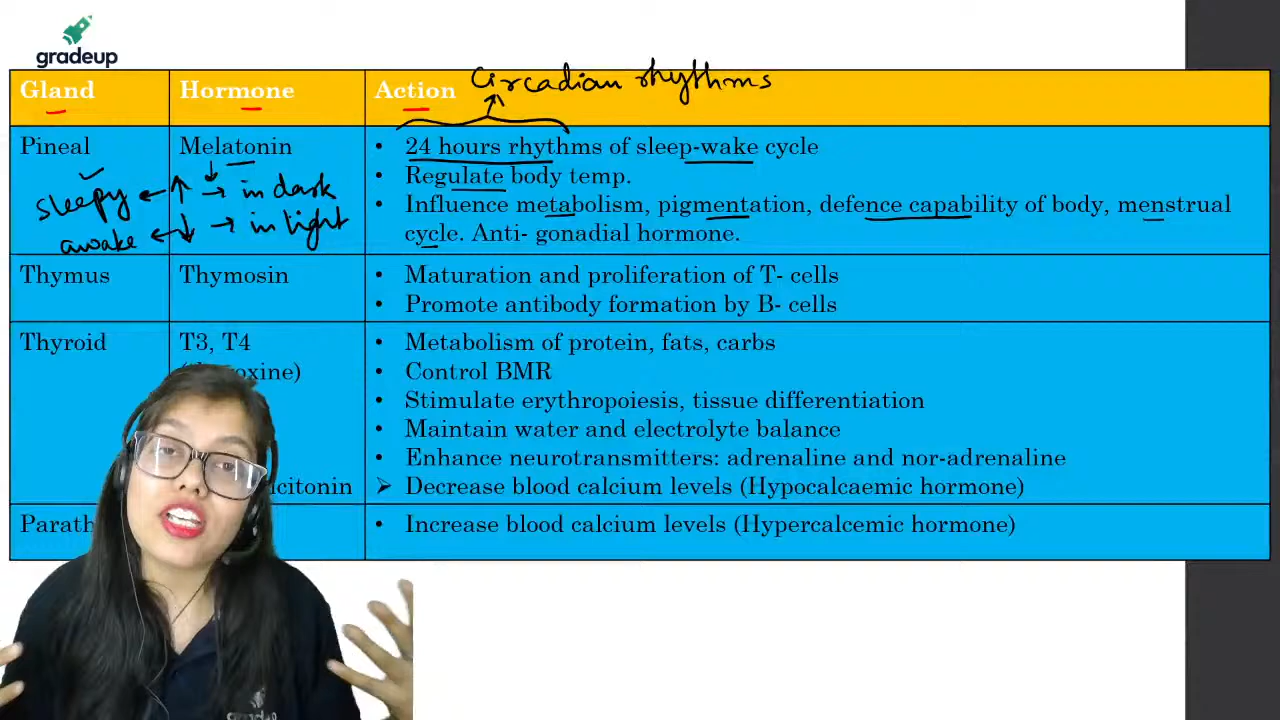 gradeup
Circadian rhythms
Gland Hormone Action
Pineal Melatonin • 24 hours rhythms of sleep-wake cycle
• Regulate body temp.
sleepy ← ↑ → in dark
• Influence metabolism, pigmentation, defence capability of body, menstrual
cycle. Anti- gonadial hormone.
awake ← ↓ → in light
Thymus Thymosin • Maturation and proliferation of T- cells
• Promote antibody formation by B- cells
Thyroid T3, T4 • Metabolism of protein, fats, carbs
• Control BMR
• Stimulate erythropoiesis, tissue differentiation
• Maintain water and electrolyte balance
• Enhance neurotransmitters: adrenaline and nor-adrenaline
➤ Decrease blood calcium levels (Hypocalcaemic hormone)
• Increase blood calcium levels (Hypercalcemic hormone)